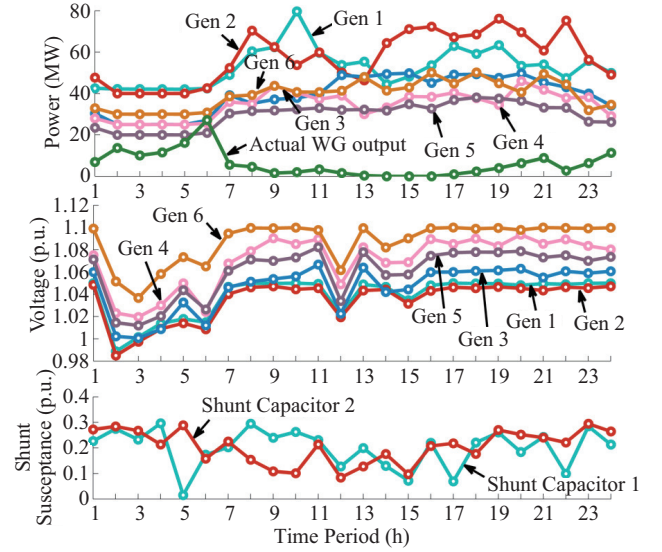 Power (MW)
80
60
40
20
0
Gen 2
Gen 1
Gen 6
Gen 3
Gen 4
Gen 5
Actual WG output
1 3 5 7 9 11 13 15 17 19 21 23
Voltage (p.u.)
1.12
1.1
1.08
1.06
1.04
1.02
1
0.98
Gen 6
Gen 4
Gen 5
Gen 3
Gen 1
Gen 2
1 3 5 7 9 11 13 15 17 19 21 23
Shunt
Susceptance (p.u.)
0.4
0.3
0.2
0.1
0
Shunt Capacitor 2
Shunt Capacitor 1
1 3 5 7 9 11 13 15 17 19 21 23
Time Period (h)